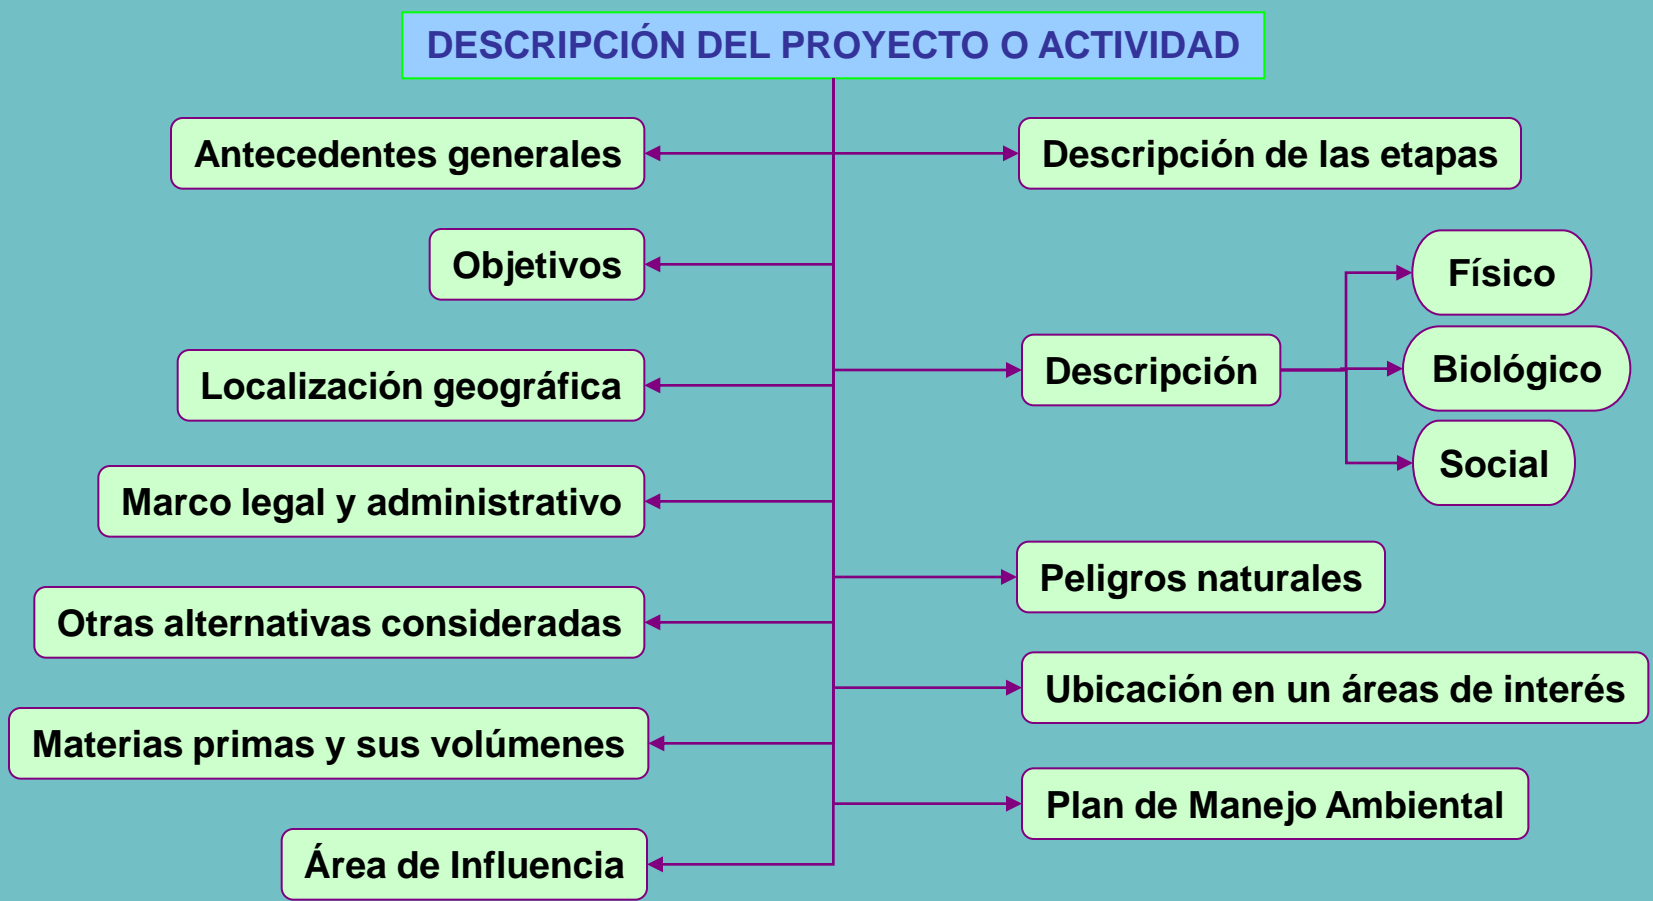 DESCRIPCIÓN DEL PROYECTO O ACTIVIDAD
Antecedentes generales
Objetivos
Localización geográfica
Marco legal y administrativo
Otras alternativas consideradas
Materias primas y sus volúmenes
Área de Influencia
Descripción de las etapas
Descripción
Físico
Biológico
Social
Peligros naturales
Ubicación en un áreas de interés
Plan de Manejo Ambiental